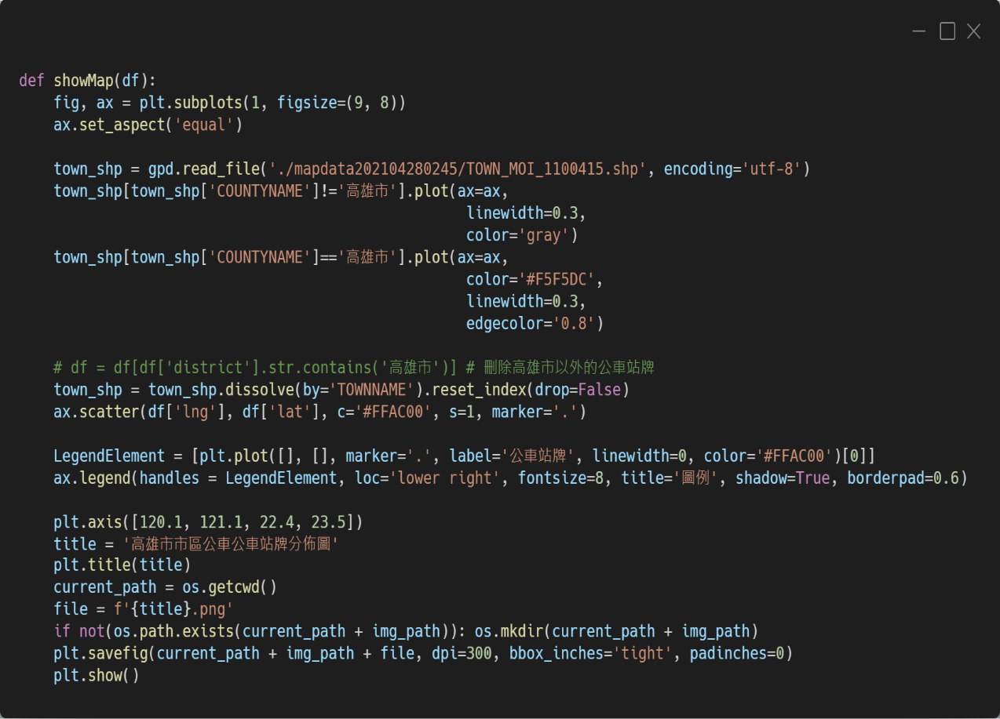 def showMap(df):
    fig, ax = plt.subplots(1, figsize=(9, 8))
    ax.set_aspect('equal')

    town_shp = gpd.read_file('./mapdata202104280245/TOWN_MOI_1100415.shp', encoding='utf-8')
    town_shp[town_shp['COUNTYNAME']!='高雄市'].plot(ax=ax,
                                                linewidth=0.3,
                                                color='gray')
    town_shp[town_shp['COUNTYNAME']=='高雄市'].plot(ax=ax,
                                                color='#F5F5DC',
                                                linewidth=0.3,
                                                edgecolor='0.8')

    # df = df[df['district'].str.contains('高雄市')] # 刪除高雄市以外的公車站牌
    town_shp = town_shp.dissolve(by='TOWNNAME').reset_index(drop=False)
    ax.scatter(df['lng'], df['lat'], c='#FFAC00', s=1, marker='.')

    LegendElement = [plt.plot([], [], marker='.', label='公車站牌', linewidth=0, color='#FFAC00')[0]]
    ax.legend(handles = LegendElement, loc='lower right', fontsize=8, title='圖例', shadow=True, borderpad=0.6)

    plt.axis([120.1, 121.1, 22.4, 23.5])
    title = '高雄市市區公車公車站牌分佈圖'
    plt.title(title)
    current_path = os.getcwd()
    file = f'{title}.png'
    if not(os.path.exists(current_path + img_path)): os.mkdir(current_path + img_path)
    plt.savefig(current_path + img_path + file, dpi=300, bbox_inches='tight', padinches=0)
    plt.show()